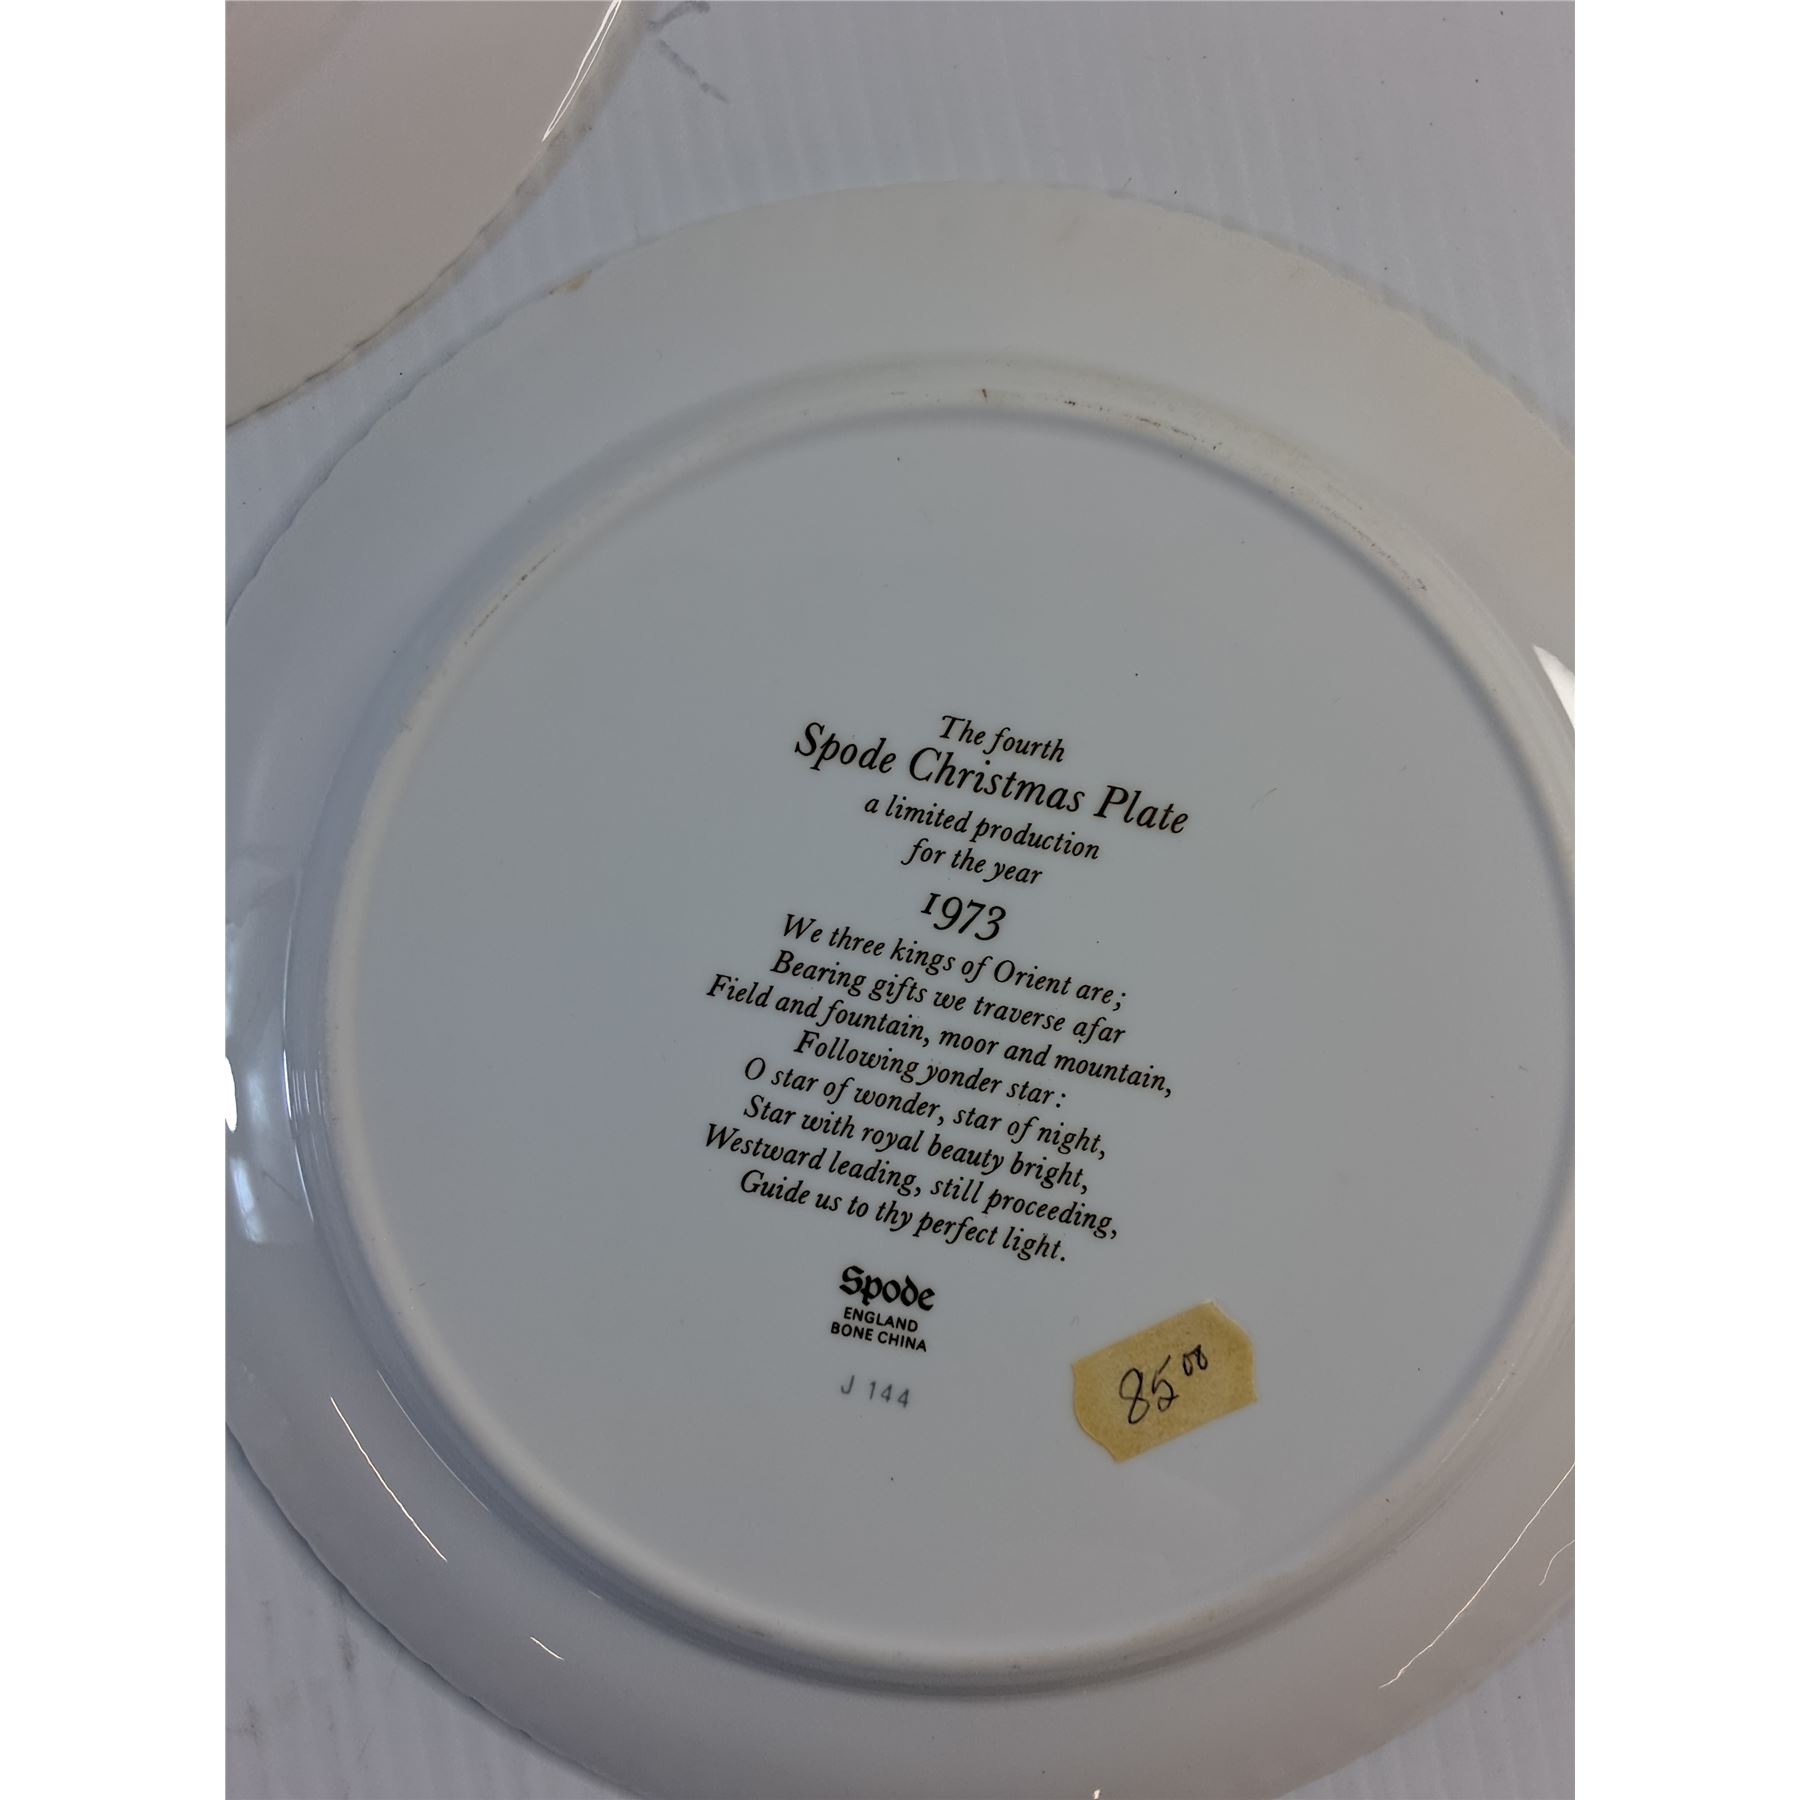 The fourth
Spode Christmas Plate
a limited production
for the year
1973
We three kings of Orient are;
Bearing gifts we traverse afar
Field and fountain, moor and mountain,
Following yonder star:
O star of wonder, star of night,
Star with royal beauty bright,
Westward leading, still proceeding,
Guide us to thy perfect light.
Spode
ENGLAND
BONE CHINA
J 144
85.00